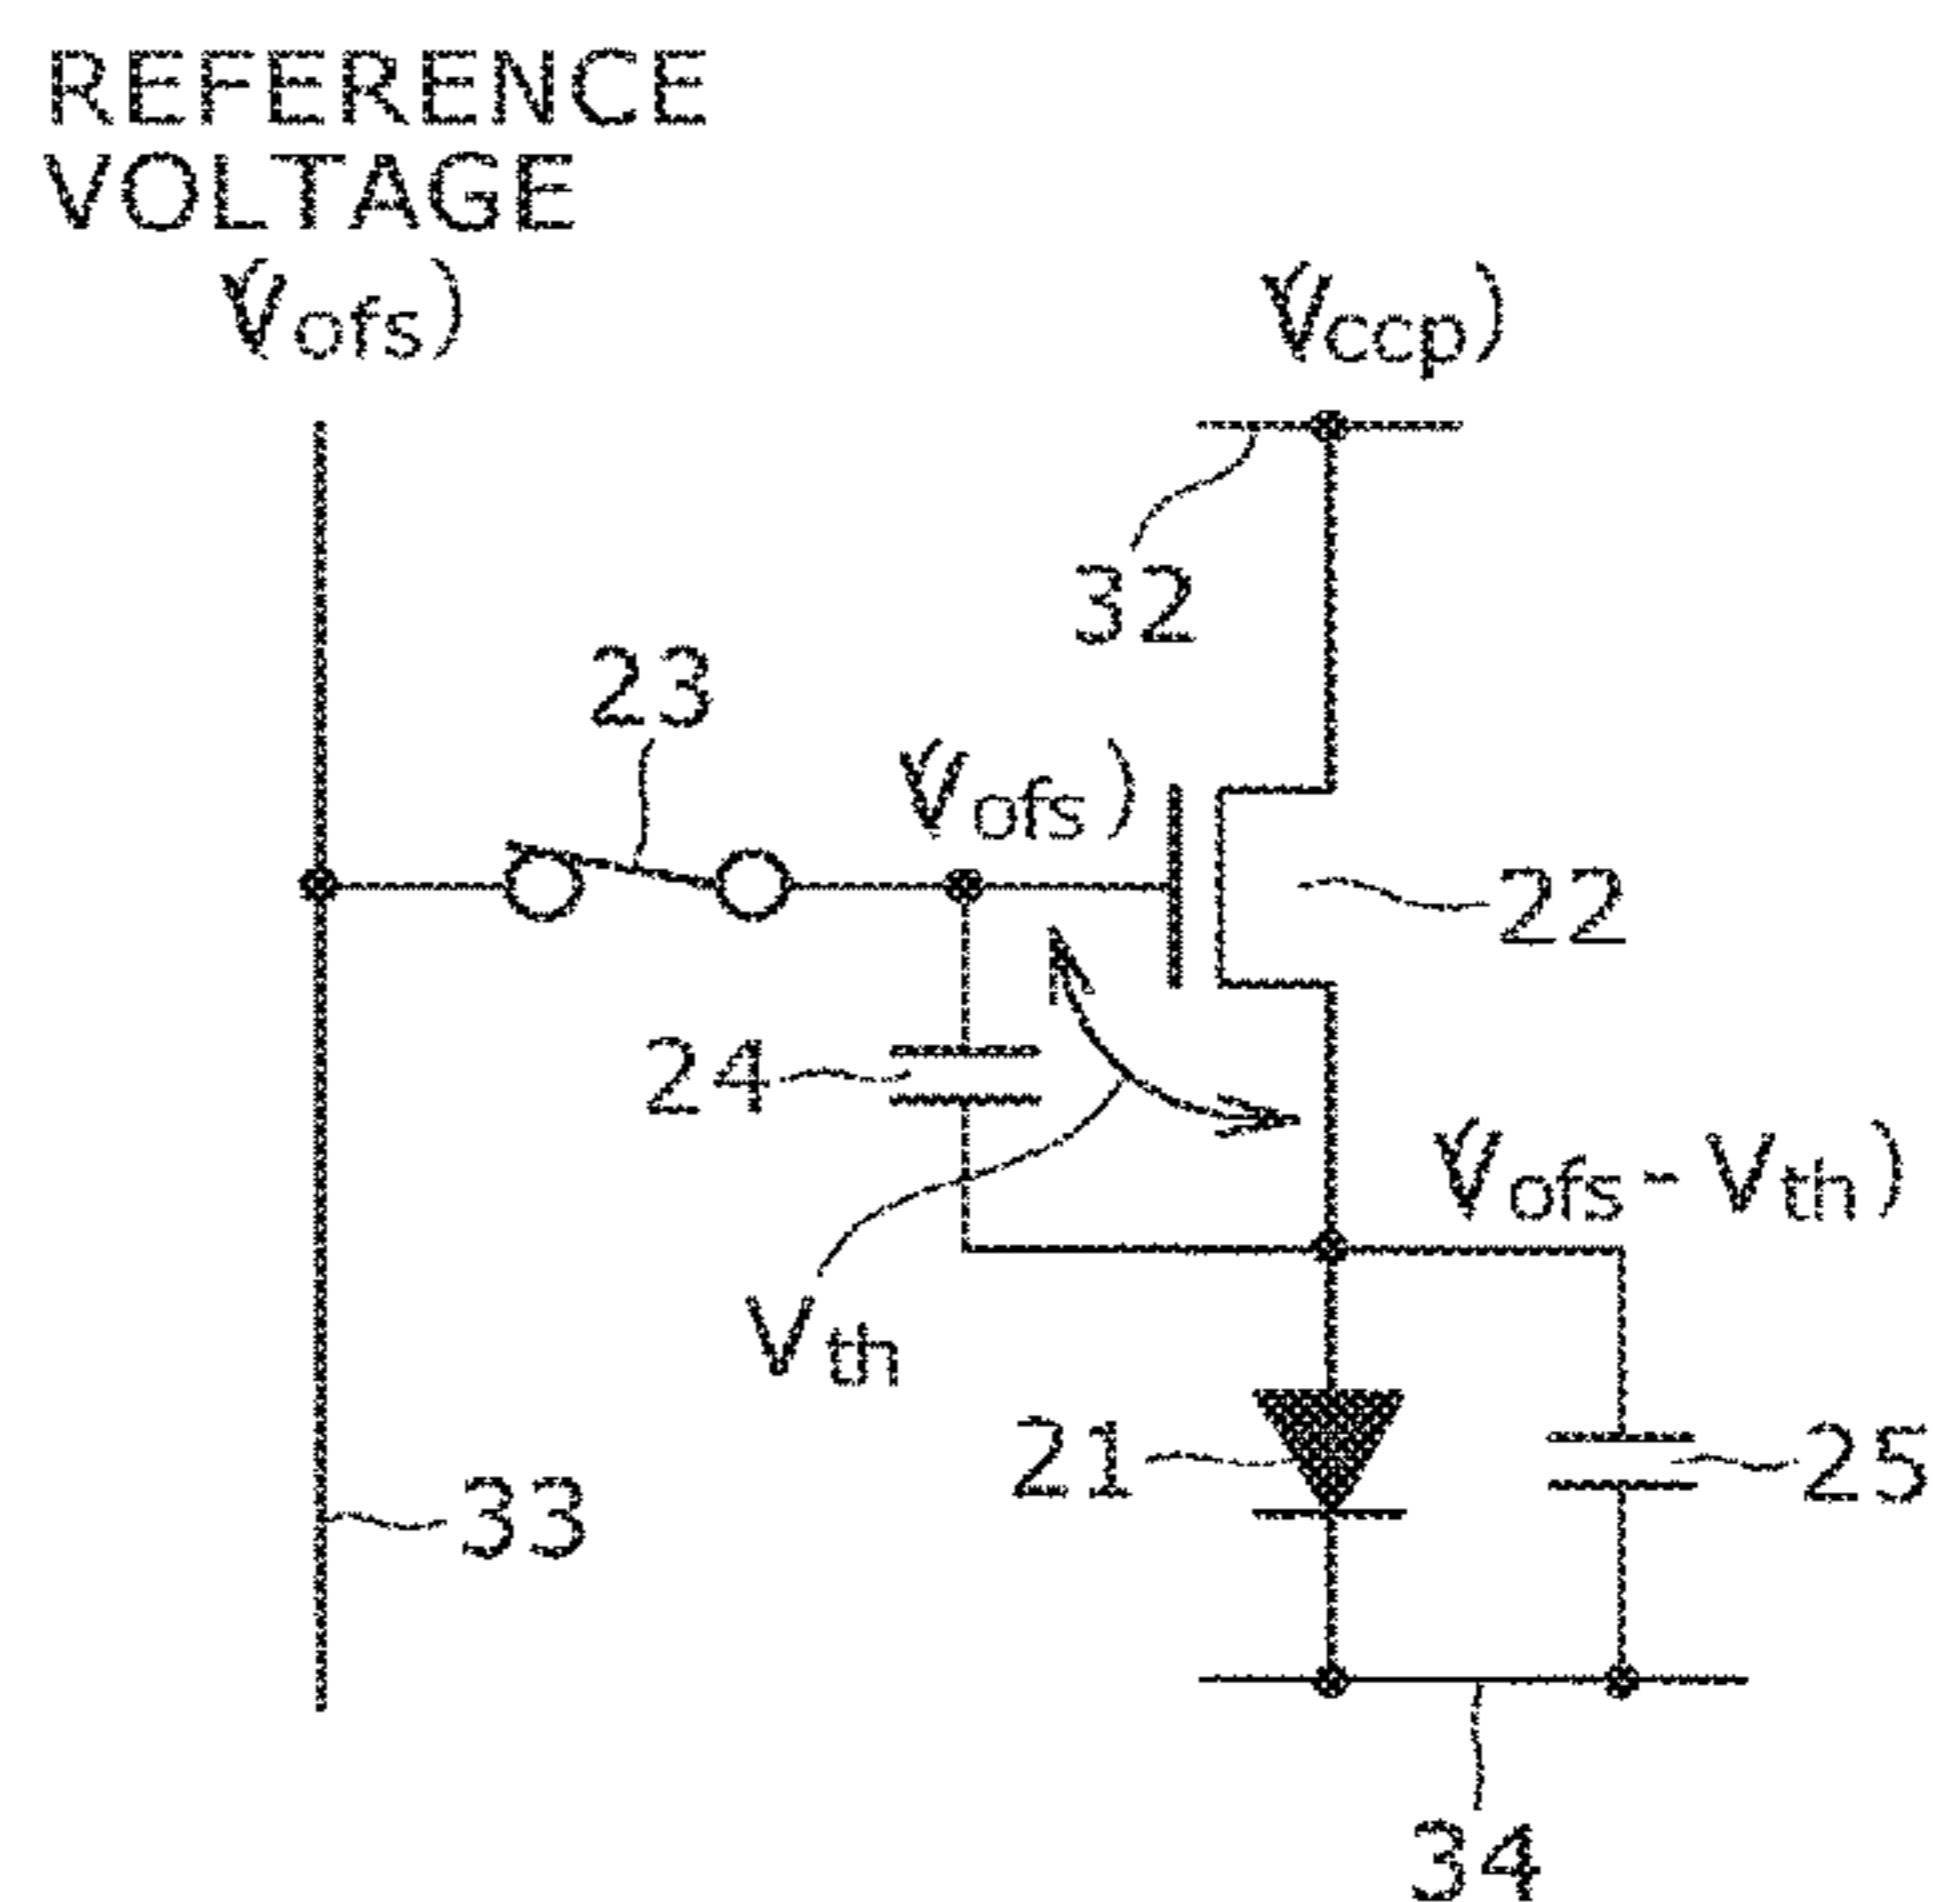 REFERENCE
VOLTAGE
(Vofs)
(Vccp)
32
23
(Vofs)
22
24
(Vofs - Vth)
Vth
21
25
33
34